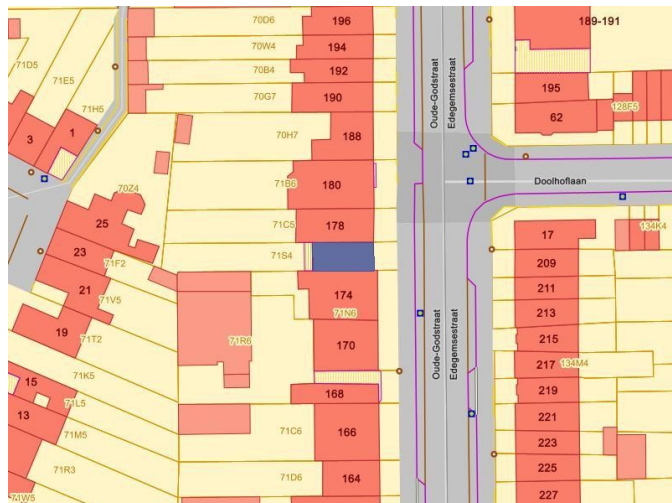 70D6
196
Oude-Godstraat
Edegemsestraat
189-191
70W4
194
71D5
71E5
70B4
192
195
128F5
71H5
70G7
190
62
3
1
70H7
188
Doolhoflaan
70Z4
71B6
180
25
71C5
178
17
134K4
23
71F2
71S4
209
21
71V5
174
71N6
211
19
71T2
71R6
170
Oude-Godstraat
Edegemsestraat
213
215
217
134M4
15
71K5
168
219
13
71L5
71M5
71C6
166
221
223
71R3
71D6
164
225
71W5
227